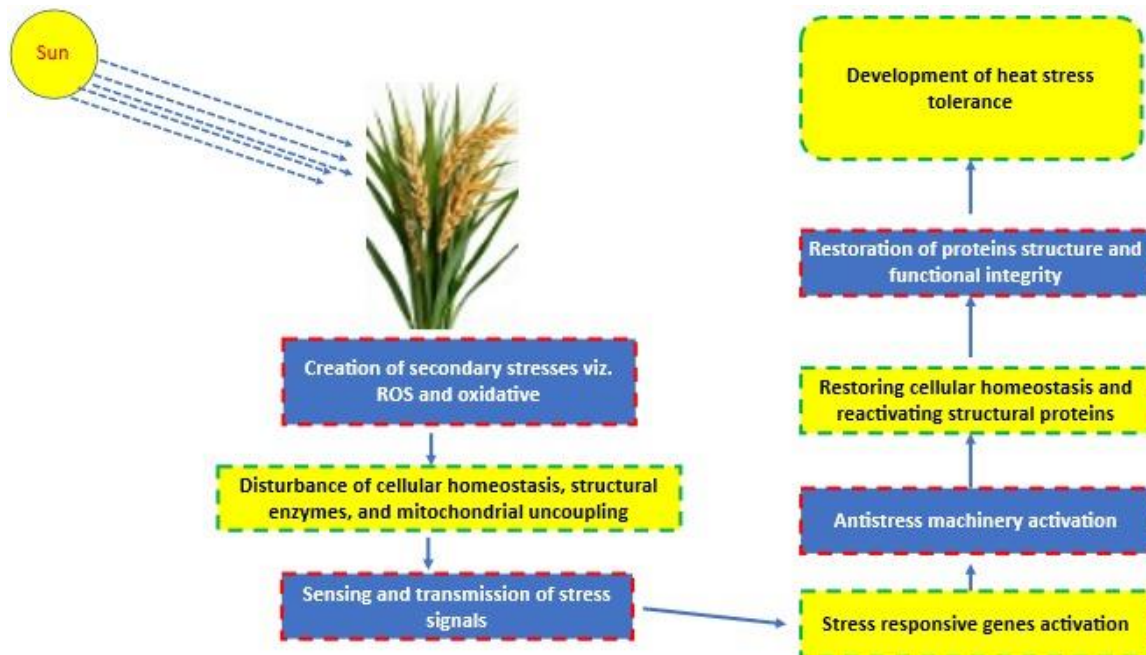 Sun
Creation of secondary stresses viz.
ROS and oxidative
Disturbance of cellular homeostasis, structural
enzymes, and mitochondrial uncoupling
Sensing and transmission of stress
signals
Stress responsive genes activation
Antistress machinery activation
Restoring cellular homeostasis and
reactivating structural proteins
Restoration of proteins structure and
functional integrity
Development of heat stress
tolerance